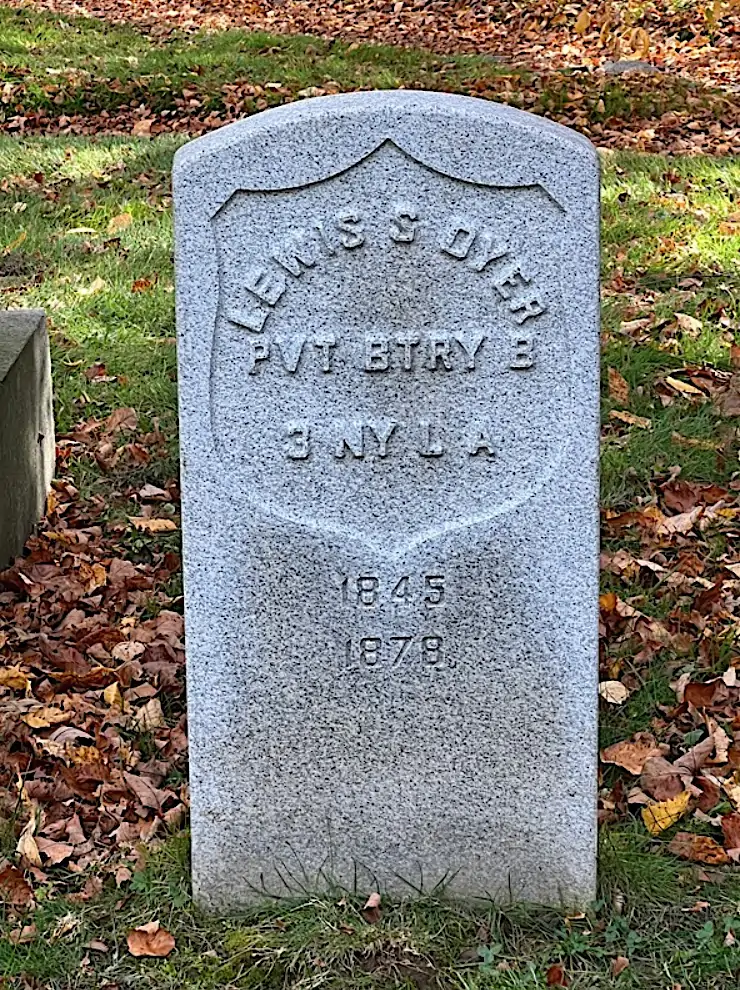 LEWIS S DYER
PVT BTRY B
3 NY L A
1845
1878